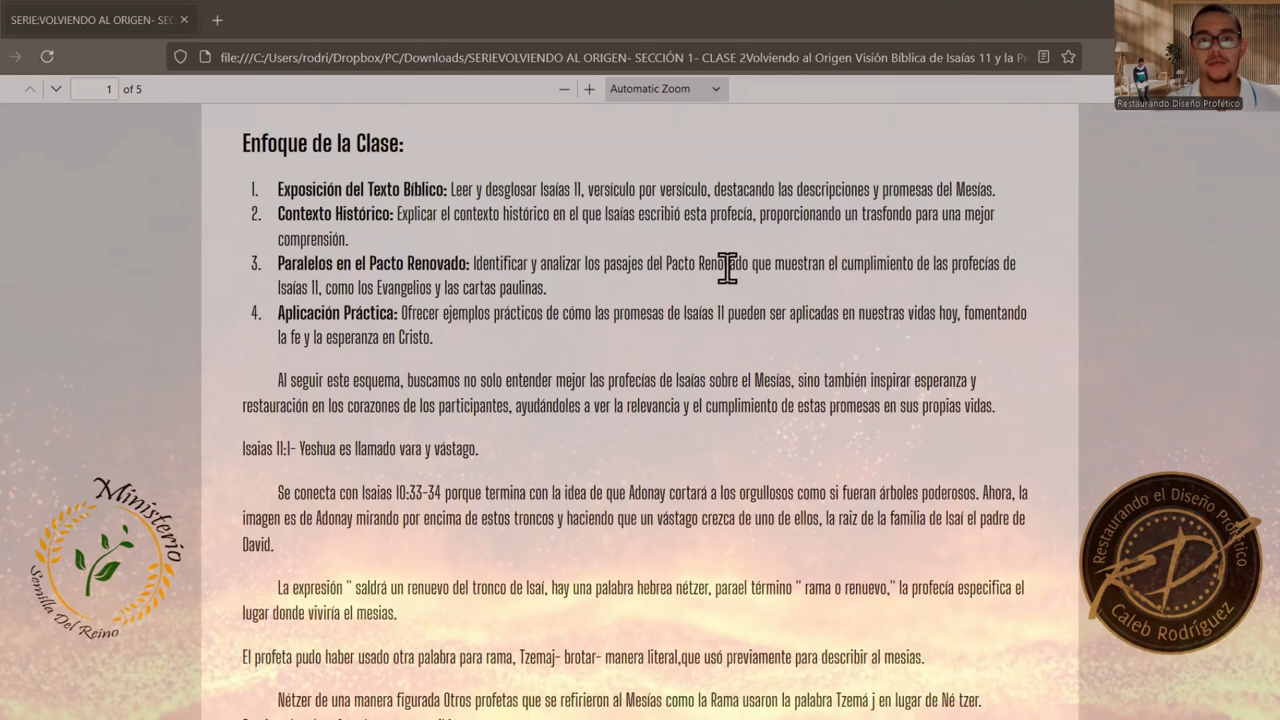 SERIE:VOLVIENDO AL ORIGEN- SEC
file:///C:/Users/rodri/Dropbox/PC/Downloads/SERIEVOLVIENDO AL ORIGEN- SECCIÓN 1- CLASE 2Volviendo al Origen Visión Bíblica de Isaías 11 y la Pr
1 of 5
Automatic Zoom
Restaurando Diseño Profético
Enfoque de la Clase:
1. Exposición del Texto Bíblico: Leer y desglosar Isaías 11, versículo por versículo, destacando las descripciones y promesas del Mesías.
2. Contexto Histórico: Explicar el contexto histórico en el que Isaías escribió esta profecía, proporcionando un trasfondo para una mejor
comprensión.
3. Paralelos en el Pacto Renovado: Identificar y analizar los pasajes del Pacto Renovado que muestran el cumplimiento de las profecías de
Isaías 11, como los Evangelios y las cartas paulinas.
4. Aplicación Práctica: Ofrecer ejemplos prácticos de cómo las promesas de Isaías 11 pueden ser aplicadas en nuestras vidas hoy, fomentando
la fe y la esperanza en Cristo.
Al seguir este esquema, buscamos no solo entender mejor las profecías de Isaías sobre el Mesías, sino también inspirar esperanza y
restauración en los corazones de los participantes, ayudándoles a ver la relevancia y el cumplimiento de estas promesas en sus propias vidas.
Isaias 11:1- Yeshua es llamado vara y vástago.
Se conecta con Isaias 10:33-34 porque termina con la idea de que Adonay cortará a los orgullosos como si fueran árboles poderosos. Ahora, la
imagen es de Adonay mirando por encima de estos troncos y haciendo que un vástago crezca de uno de ellos, la raiz de la familia de Isaí el padre de
David.
La expresión " saldrá un renuevo del tronco de Isaí, hay una palabra hebrea nétzer, parael término " rama o renuevo," la profecía especifica el
lugar donde viviría el mesias.
El profeta pudo haber usado otra palabra para rama, Tzemaj- brotar- manera literal,que usó previamente para describir al mesias.
Nétzer de una manera figurada Otros profetas que se refirieron al Mesías como la Rama usaron la palabra Tzemá j en lugar de Né tzer.
Ministerio
Semilla Del Reino
Restaurando el Diseño Profético
RD
Caleb Rodríguez